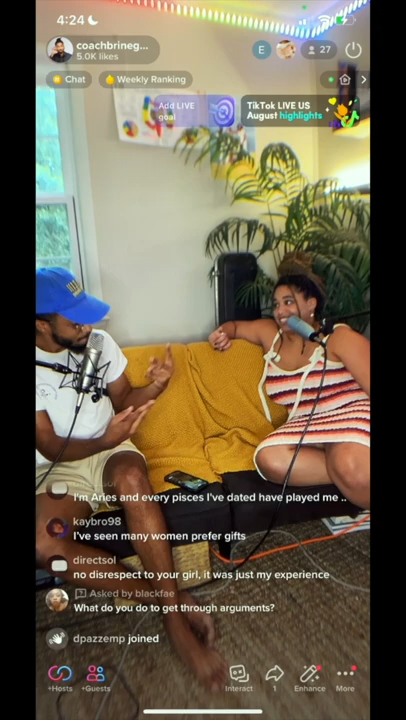 4:24
coachbrineg...
5.0K likes
E
27
Chat
Weekly Ranking
Add LIVE
goal
TikTok LIVE US
August highlights
I'm Aries and every pisces I've dated have played me ..
kaybro98
I've seen many women prefer gifts
directsol
no disrespect to your girl, it was just my experience
Asked by blackfae
What do you do to get through arguments?
dpazzemp joined
+Hosts
+Guests
Interact
1
Enhance
More